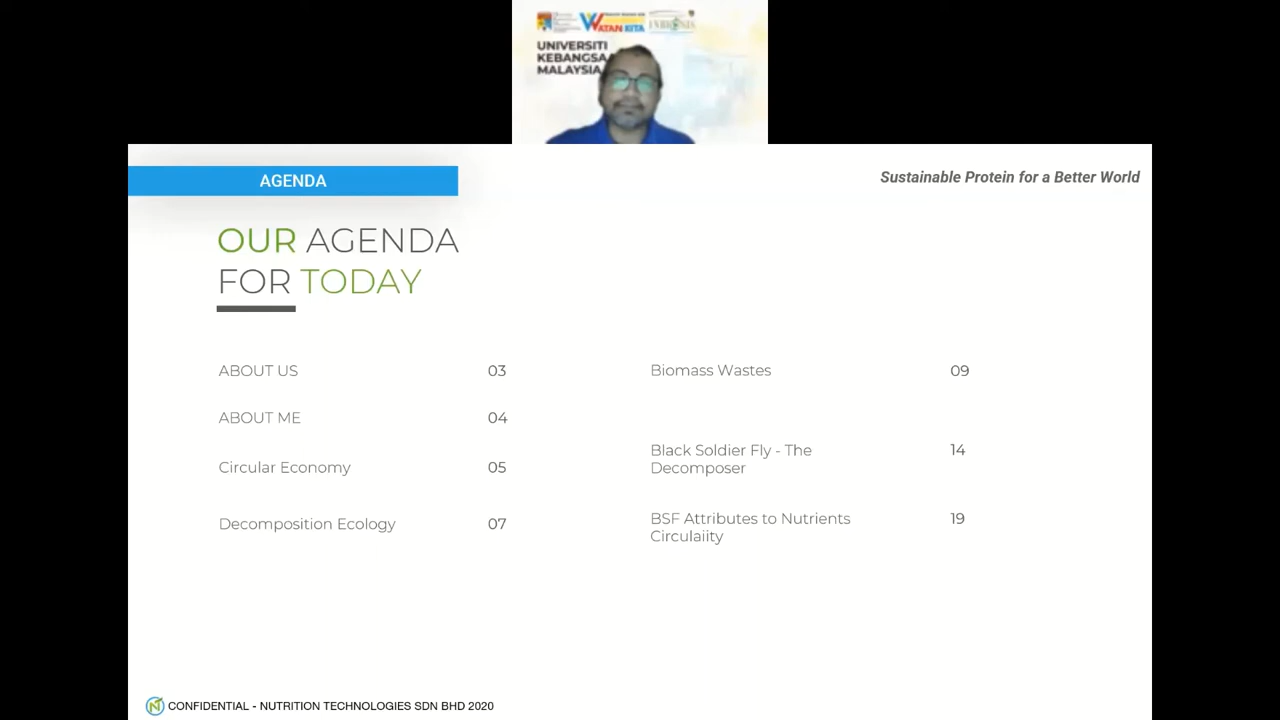 WATAN KITA
UNIVERSITI
KEBANGSA
MALAYSIA
AGENDA
Sustainable Protein for a Better World
OUR AGENDA
FOR TODAY
ABOUT US 03
ABOUT ME 04
Circular Economy 05
Decomposition Ecology 07
Biomass Wastes 09
Black Soldier Fly - The 14
Decomposer
BSF Attributes to Nutrients 19
Circulaiity
CONFIDENTIAL - NUTRITION TECHNOLOGIES SDN BHD 2020